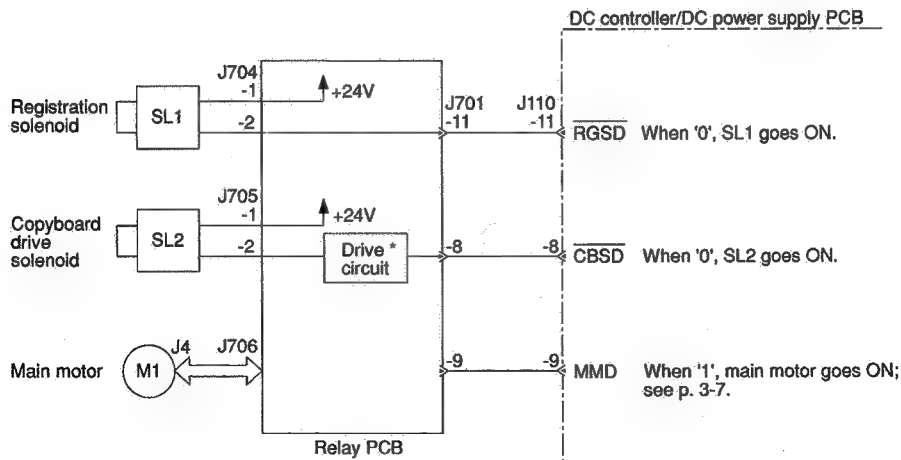 DC controller/DC power supply PCB
J704
-1
+24V
J701
J110
Registration
solenoid
SL1
-2
-11
-11
RGSD When '0', SL1 goes ON.
J705
-1
+24V
Copyboard
drive
solenoid
SL2
-2
Drive *
circuit
-8
-8
CBSD When '0', SL2 goes ON.
Main motor
M1
J4
J706
-9
-9
MMD When '1', main motor goes ON;
see p. 3-7.
Relay PCB